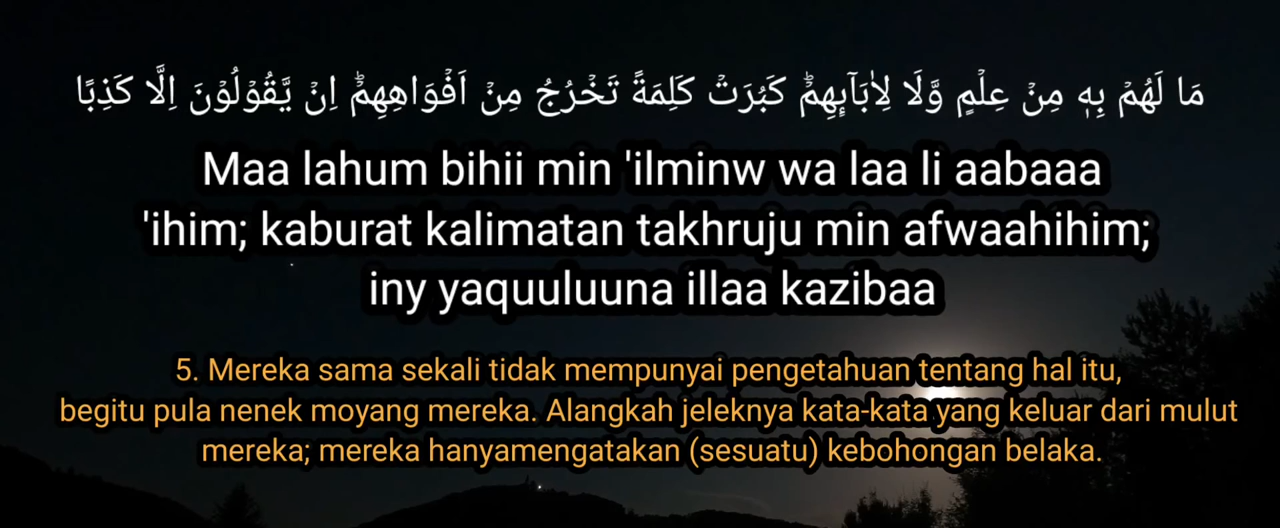 مَا لَهُمْ بِهٖ مِنْ عِلْمٍ وَّلَا لِاٰبَاۤىِٕهِمْۗ كَبُرَتْ كَلِمَةً تَخْرُجُ مِنْ اَفْوَاهِهِمْۗ اِنْ يَّقُوْلُوْنَ اِلَّا كَذِبًا
Maa lahum bihii min 'ilminw wa laa li aabaaa
'ihim; kaburat kalimatan takhruju min afwaahihim;
iny yaquuluuna illaa kazibaa
5. Mereka sama sekali tidak mempunyai pengetahuan tentang hal itu,
begitu pula nenek moyang mereka. Alangkah jeleknya kata-kata yang keluar dari mulut
mereka; mereka hanyamengatakan (sesuatu) kebohongan belaka.